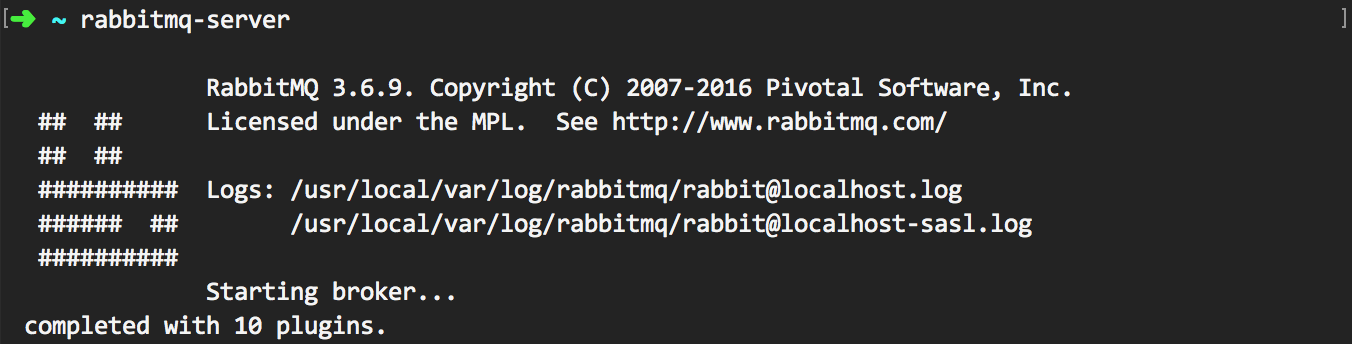 [➜ ~ rabbitmq-server ]
RabbitMQ 3.6.9. Copyright (C) 2007-2016 Pivotal Software, Inc.
## ## Licensed under the MPL.  See http://www.rabbitmq.com/
## ##
########## Logs: /usr/local/var/log/rabbitmq/rabbit@localhost.log
###### ## /usr/local/var/log/rabbitmq/rabbit@localhost-sasl.log
##########
Starting broker...
completed with 10 plugins.